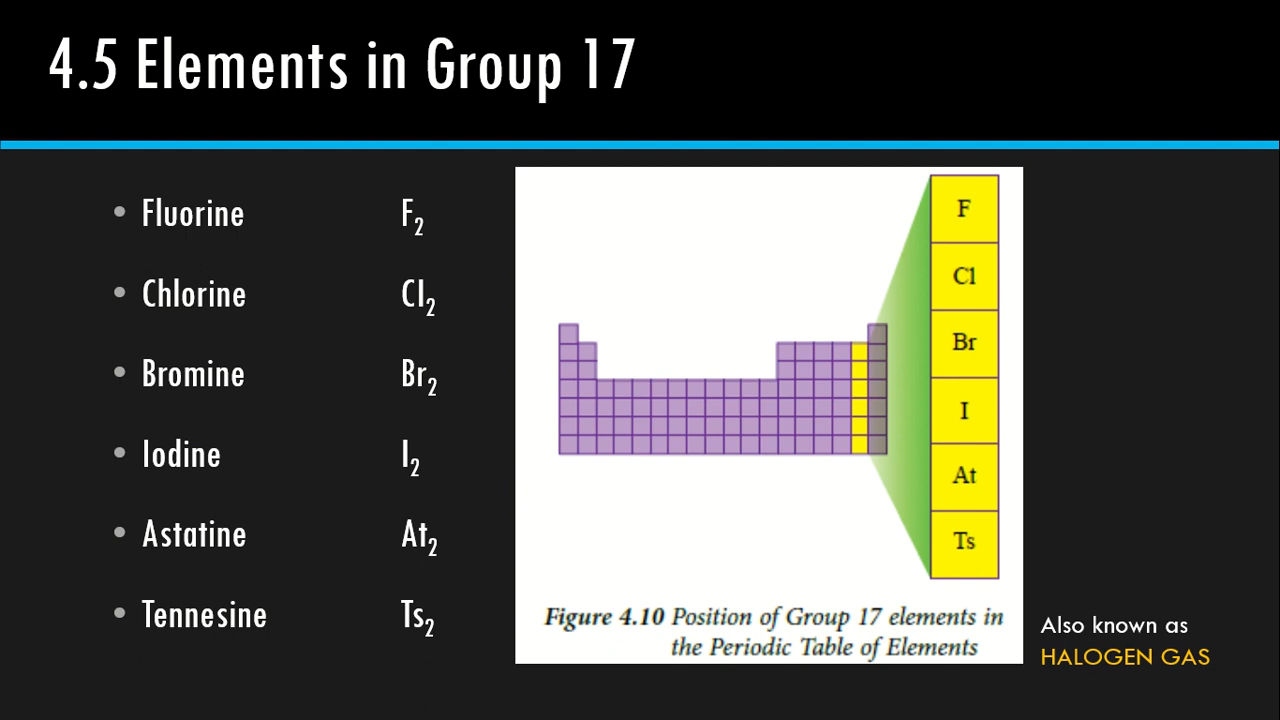 4.5 Elements in Group 17
• Fluorine F₂
• Chlorine Cl₂
• Bromine Br₂
• Iodine I₂
• Astatine At₂
• Tennesine Ts₂
F
Cl
Br
I
At
Ts
Figure 4.10 Position of Group 17 elements in
the Periodic Table of Elements
Also known as
HALOGEN GAS